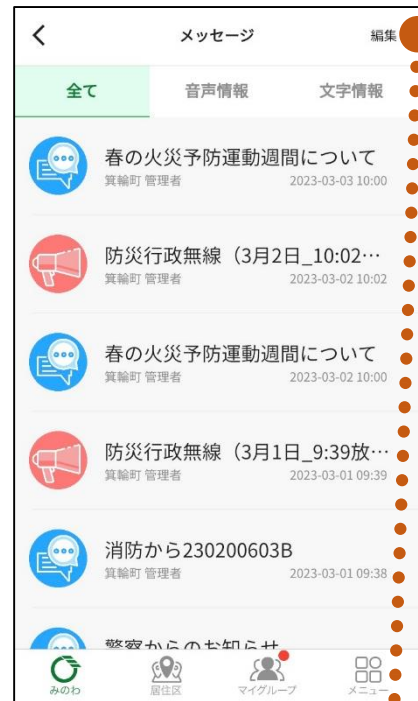 メッセージ
編集
全て
音声情報
文字情報
春の火災予防運動週間について
箕輪町 管理者
2023-03-03 10:00
防災行政無線（3月2日_10:02…
箕輪町 管理者
2023-03-02 10:02
春の火災予防運動週間について
箕輪町 管理者
2023-03-02 10:00
防災行政無線（3月1日_9:39放…
箕輪町 管理者
2023-03-01 09:39
消防から230200603B
箕輪町 管理者
2023-03-01 09:38
警察からのお知らせ
みのわ
居住区
マイグループ
メニュー